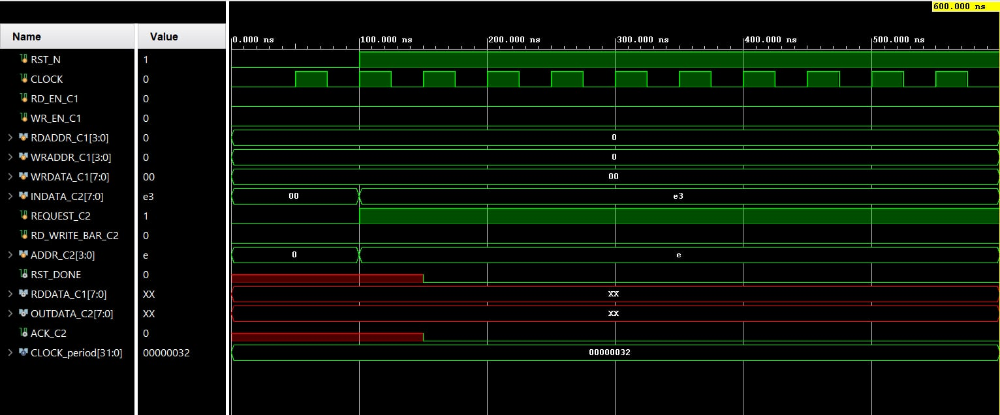 600.000 ns
Name Value
0.000 ns 100.000 ns 200.000 ns 300.000 ns 400.000 ns 500.000 ns
RST_N 1
CLOCK 0
RD_EN_C1 0
WR_EN_C1 0
RDADDR_C1[3:0] 0 0
WRADDR_C1[3:0] 0 0
WRDATA_C1[7:0] 00 00
INDATA_C2[7:0] e3 00 e3
REQUEST_C2 1
RD_WRITE_BAR_C2 0
ADDR_C2[3:0] e 0 e
RST_DONE 0
RDDATA_C1[7:0] XX XX
OUTDATA_C2[7:0] XX XX
ACK_C2 0
CLOCK_period[31:0] 00000032 00000032